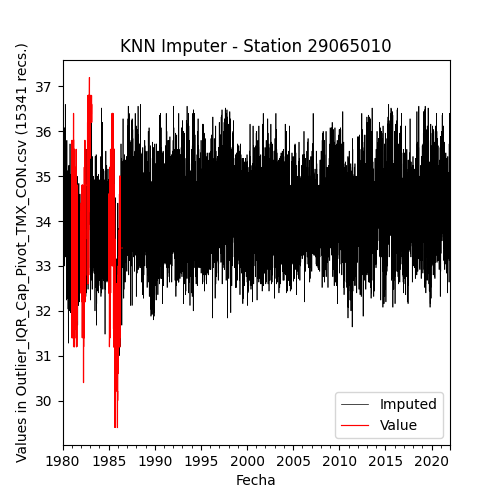 KNN Imputer - Station 29065010
Values in Outlier_IQR_Cap_Pivot_TMX_CON.csv (15341 recs.)
37
36
35
34
33
32
31
30
1980 1985 1990 1995 2000 2005 2010 2015 2020
Fecha
Imputed
Value